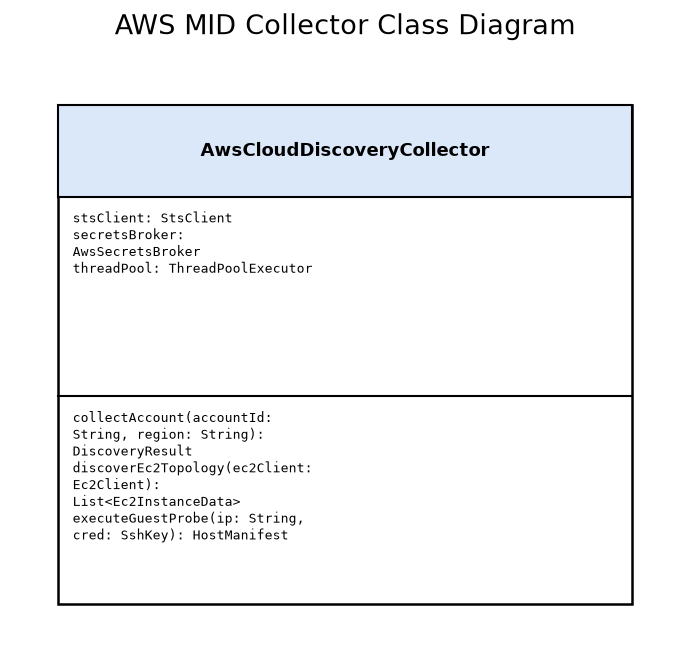 AWS MID Collector Class Diagram
AwsCloudDiscoveryCollector
stsClient: StsClient
secretsBroker:
AwsSecretsBroker
threadPool: ThreadPoolExecutor
collectAccount(accountId:
String, region: String):
DiscoveryResult
discoverEc2Topology(ec2Client:
Ec2Client):
List<Ec2InstanceData>
executeGuestProbe(ip: String,
cred: SshKey): HostManifest